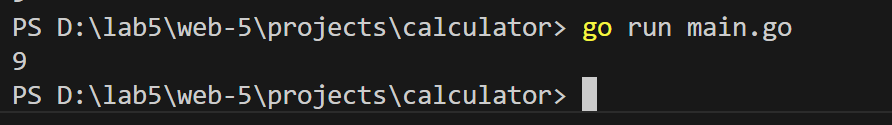 PS D:\lab5\web-5\projects\calculator> go run main.go
9
PS D:\lab5\web-5\projects\calculator>